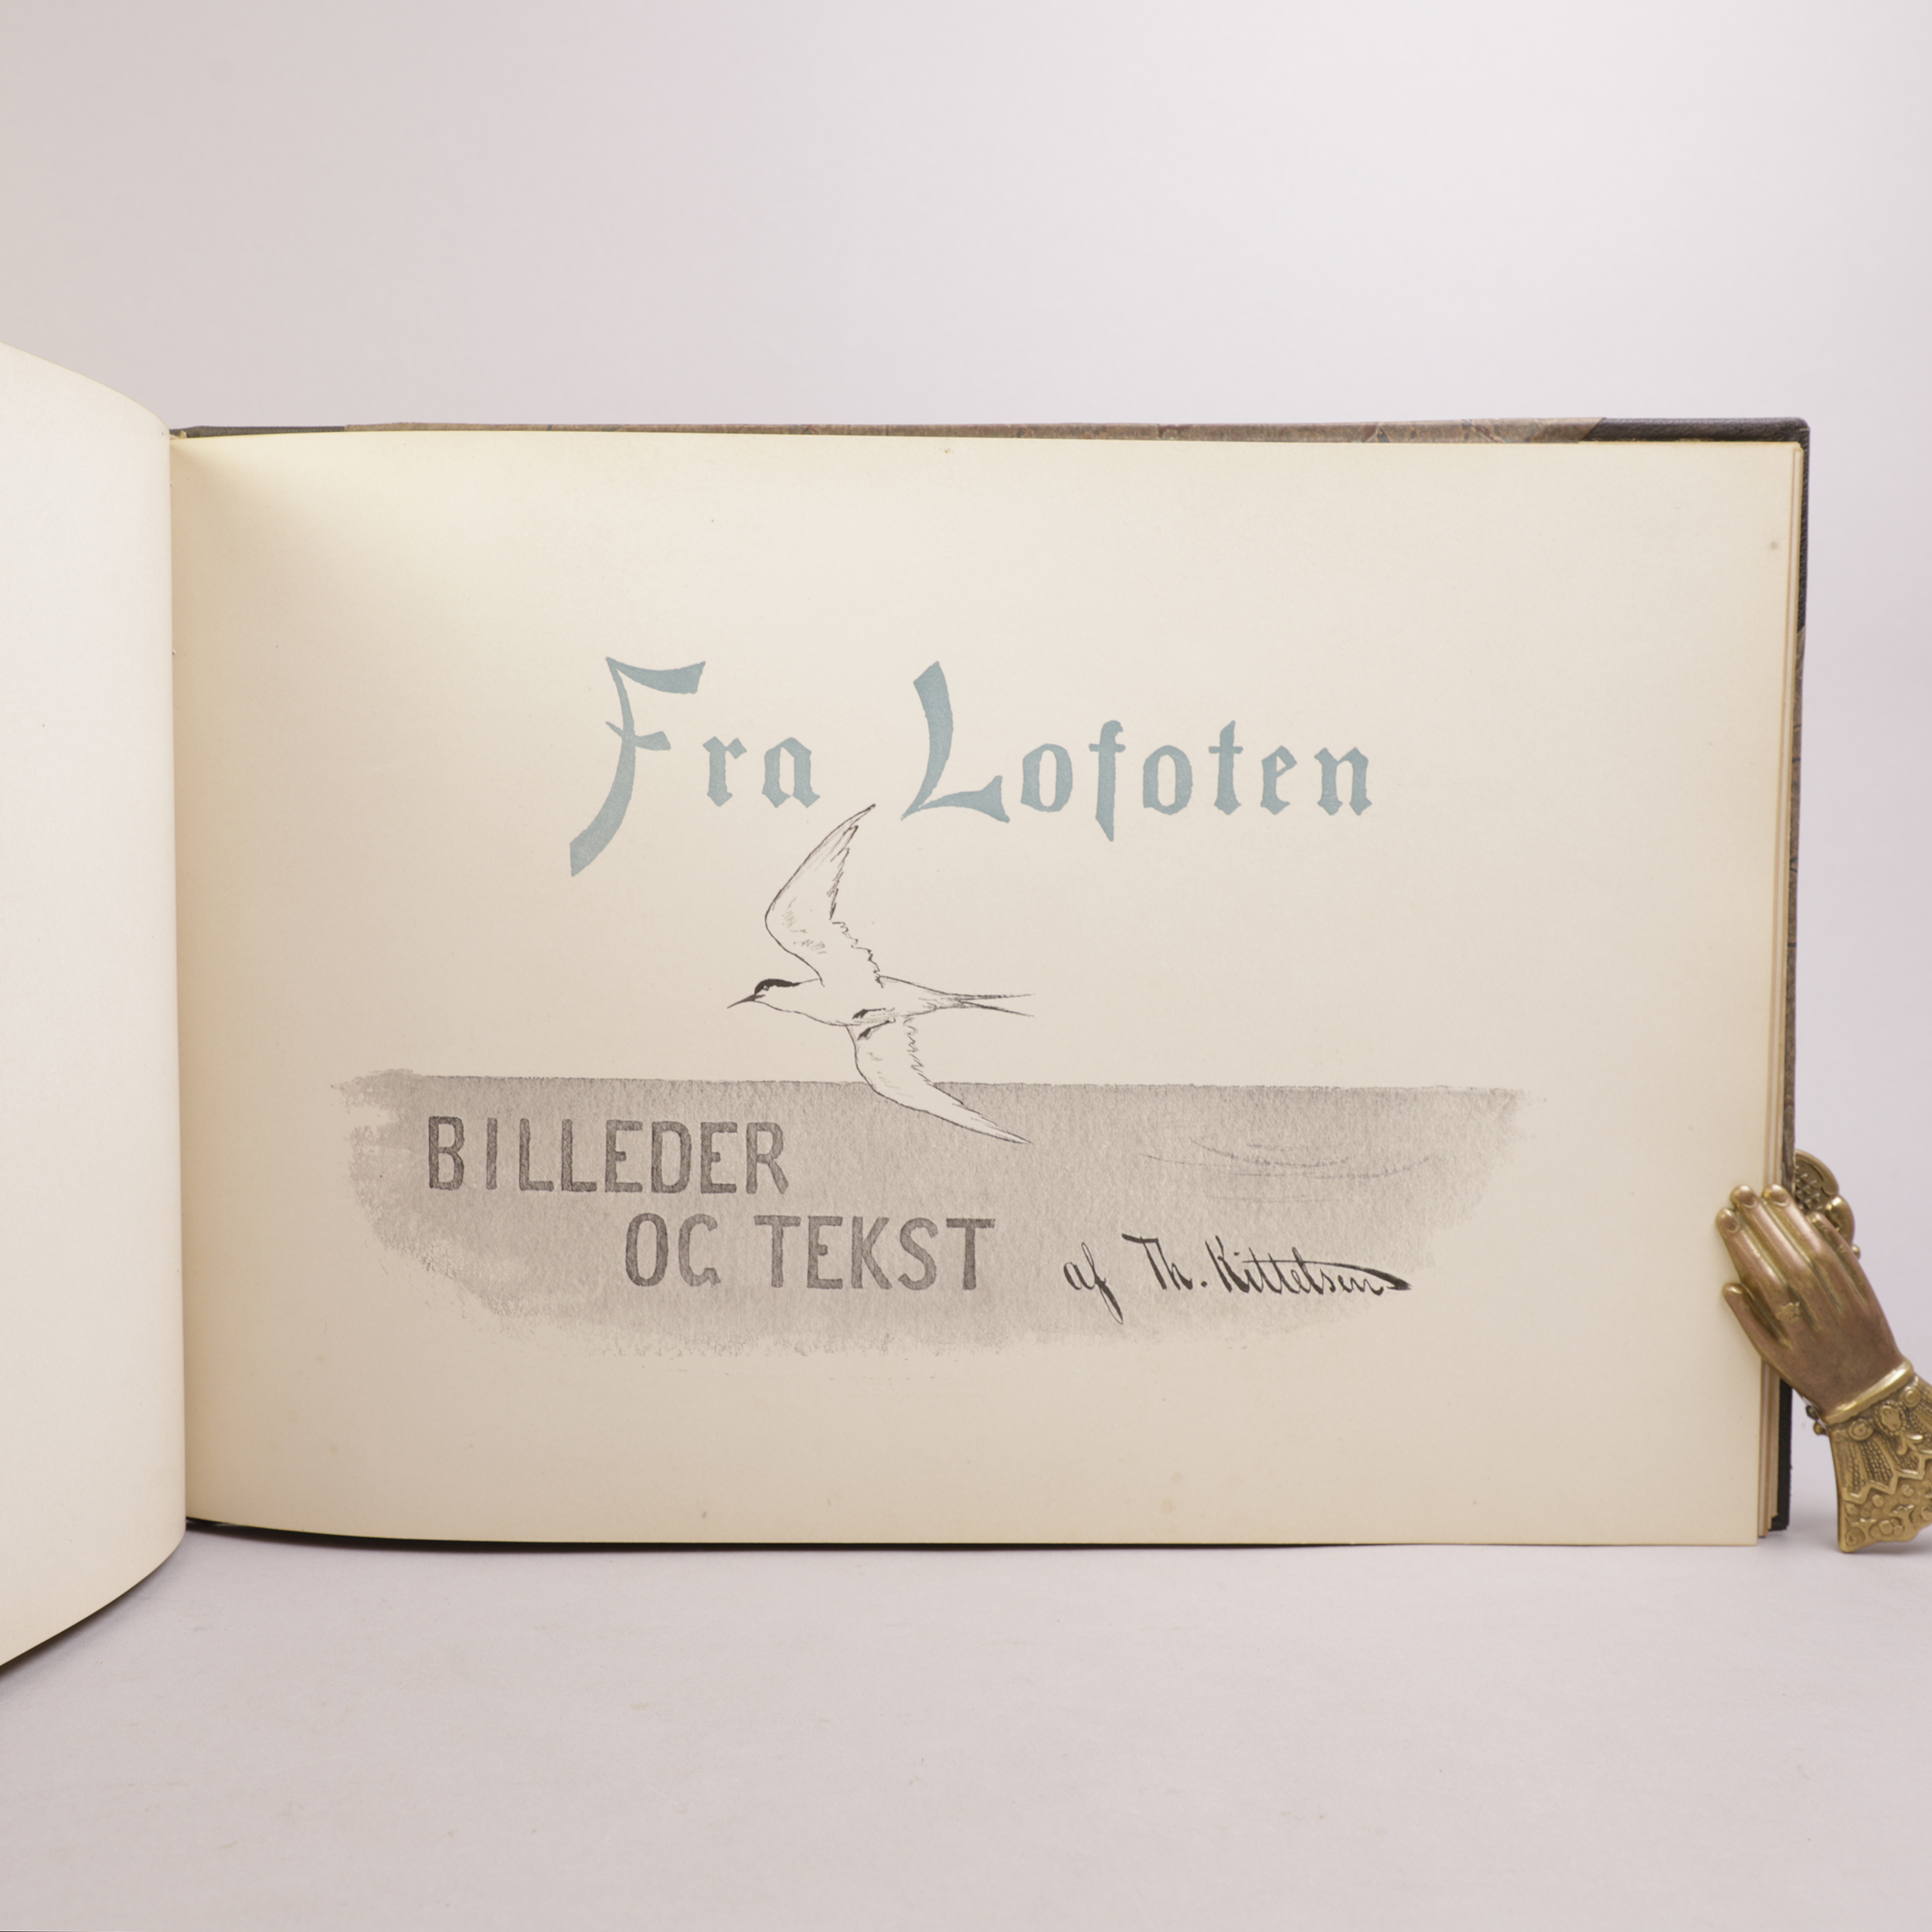 Fra Lofoten
BILLEDER
OG TEKST
af Th. Kittelsen